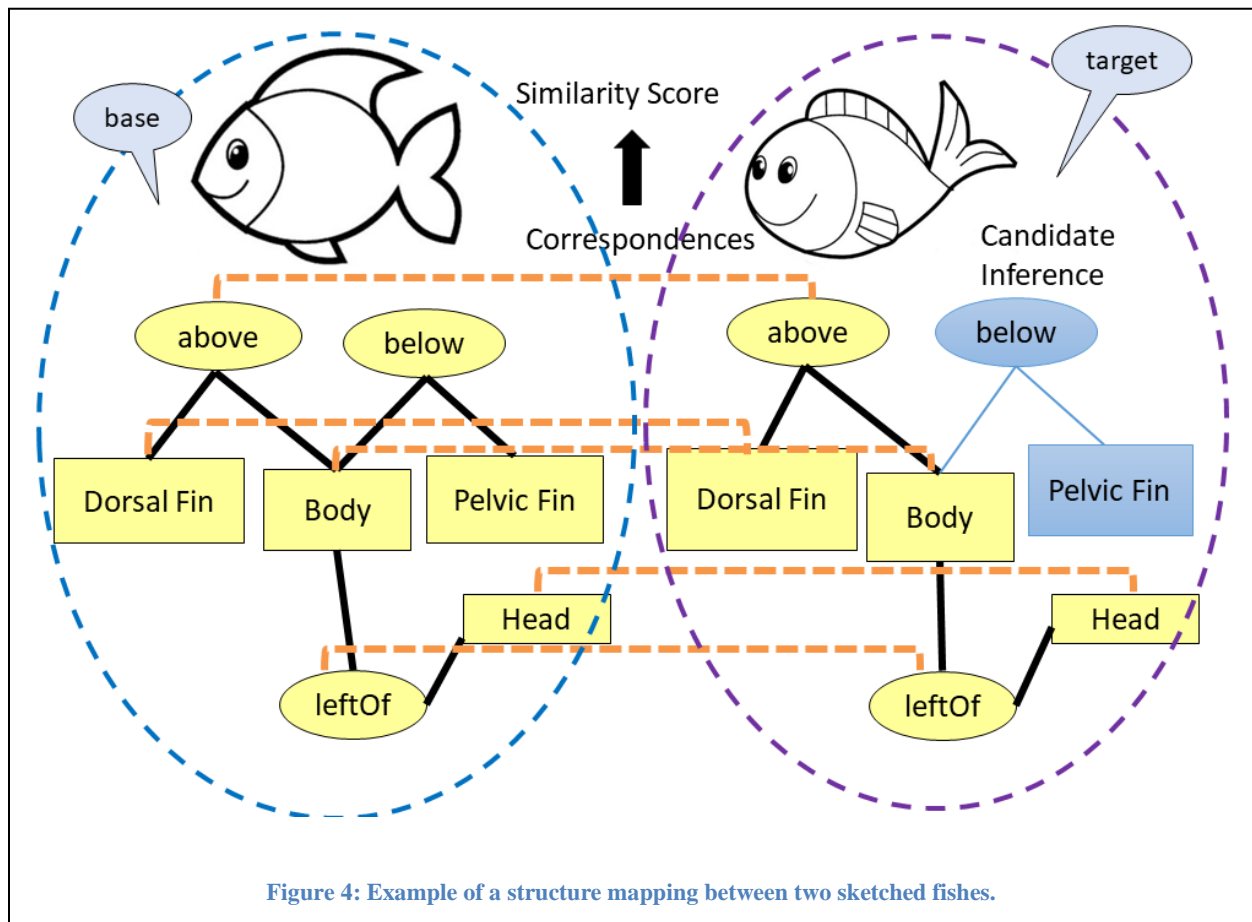 base
Similarity Score
target
Correspondences
Candidate
Inference
above
below
above
below
Dorsal Fin
Body
Pelvic Fin
Dorsal Fin
Body
Pelvic Fin
Head
Head
leftOf
leftOf
Figure 4: Example of a structure mapping between two sketched fishes.